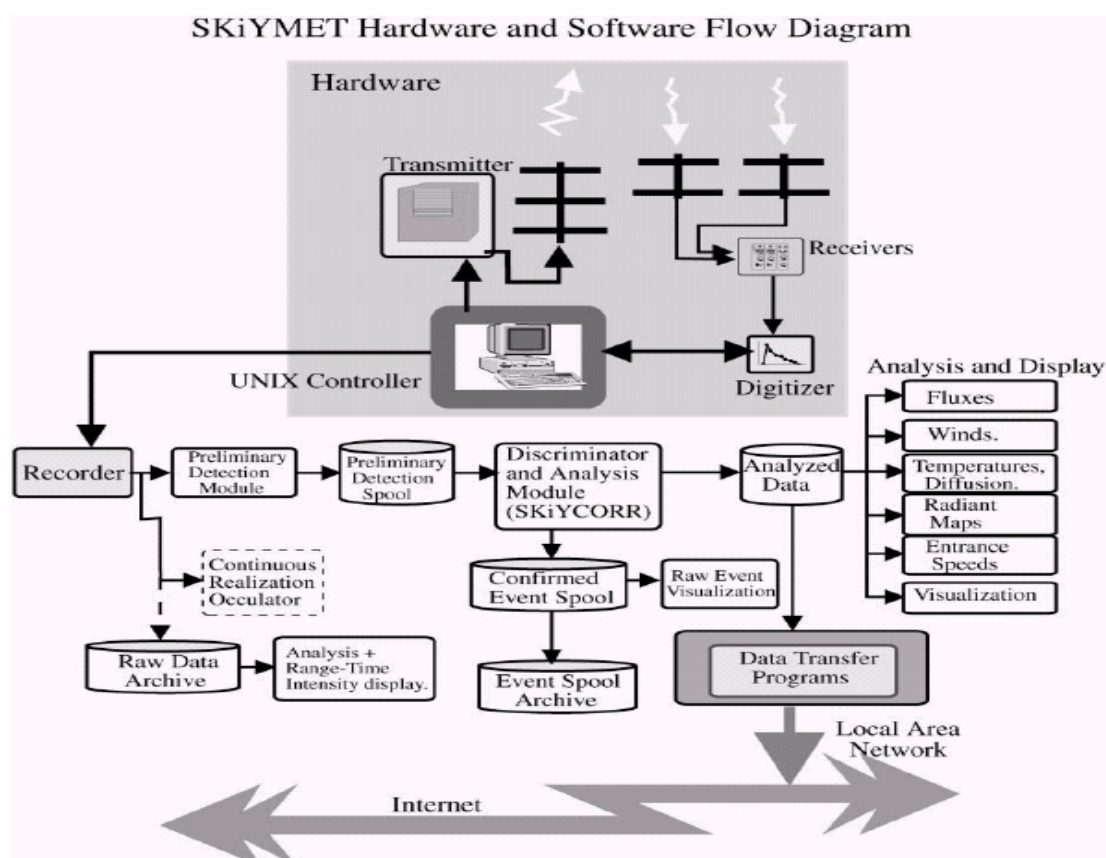 SKiYMET Hardware and Software Flow Diagram
Hardware
Transmitter
Receivers
UNIX Controller
Digitizer
Analysis and Display
Fluxes
Winds.
Temperatures,
Diffusion.
Radiant
Maps
Entrance
Speeds
Visualization
Recorder
Preliminary
Detection
Module
Preliminary
Detection
Spool
Discriminator
and Analysis
Module
(SKiYCORR)
Analyzed
Data
Continuous
Realization
Occulator
Confirmed
Event Spool
Raw Event
Visualization
Raw Data
Archive
Analysis +
Range-Time
Intensity display.
Event Spool
Archive
Data Transfer
Programs
Local Area
Network
Internet